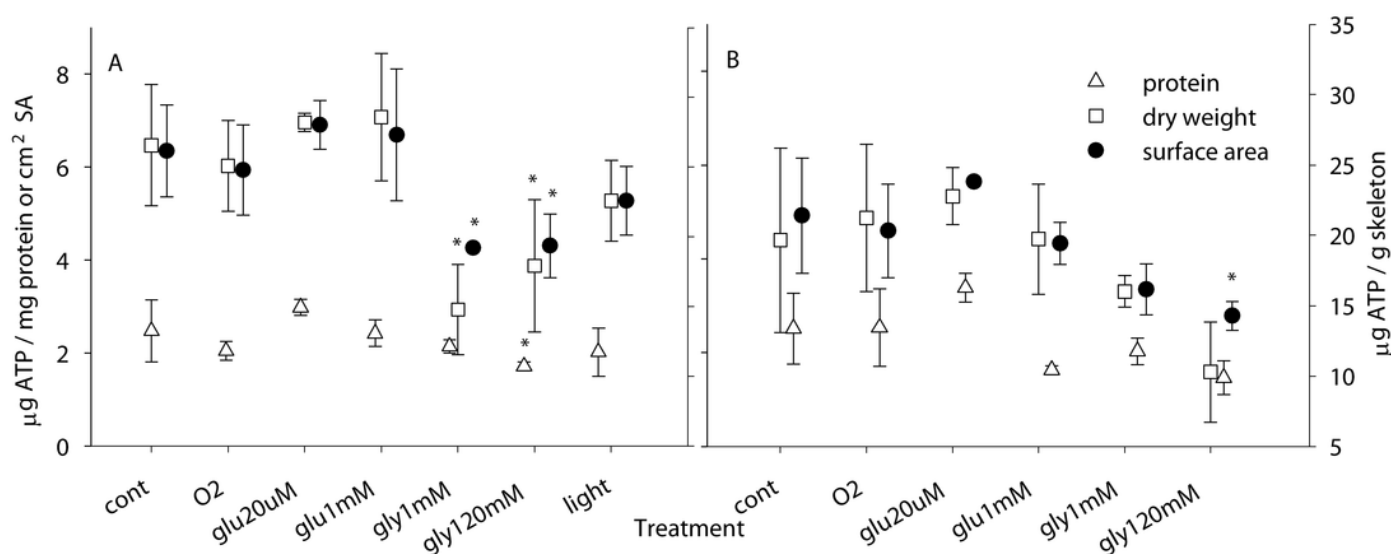 A
B
μg ATP / mg protein or cm² SA
8
6
4
2
0
* * * * *
protein
dry weight
surface area
*
35
30
25
20
15
10
5
μg ATP / g skeleton
cont O2 glu20uM glu1mM gly1mM gly120mM light
cont O2 glu20uM glu1mM gly1mM gly120mM
Treatment